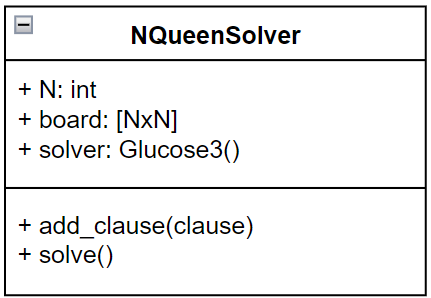 NQueenSolver
+ N: int
+ board: [NxN]
+ solver: Glucose3()
+ add_clause(clause)
+ solve()